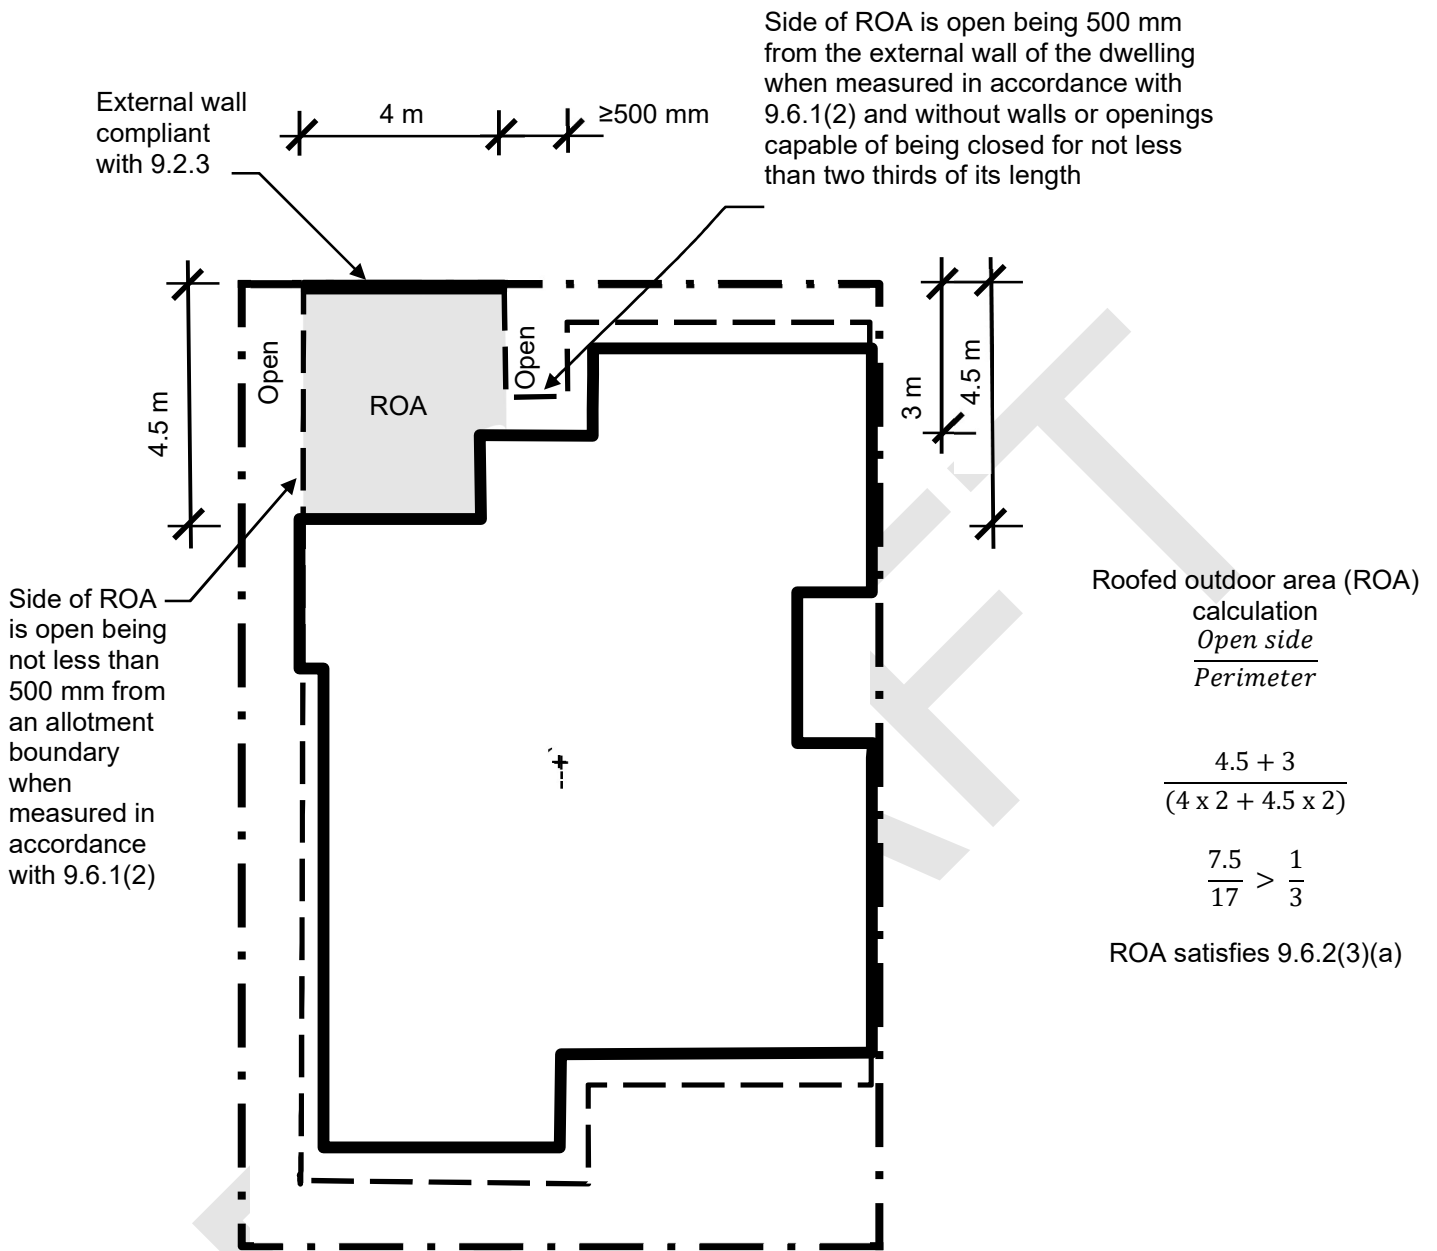 Side of ROA is open being 500 mm
from the external wall of the dwelling
when measured in accordance with
9.6.1(2) and without walls or openings
capable of being closed for not less
than two thirds of its length
External wall
compliant
with 9.2.3
4 m
≥500 mm
Open
Open
ROA
4.5 m
3 m
4.5 m
Side of ROA
is open being
not less than
500 mm from
an allotment
boundary
when
measured in
accordance
with 9.6.1(2)
Roofed outdoor area (ROA)
calculation
Open side
Perimeter
4.5 + 3
(4 x 2 + 4.5 x 2)
7.5
17
>
1
3
ROA satisfies 9.6.2(3)(a)